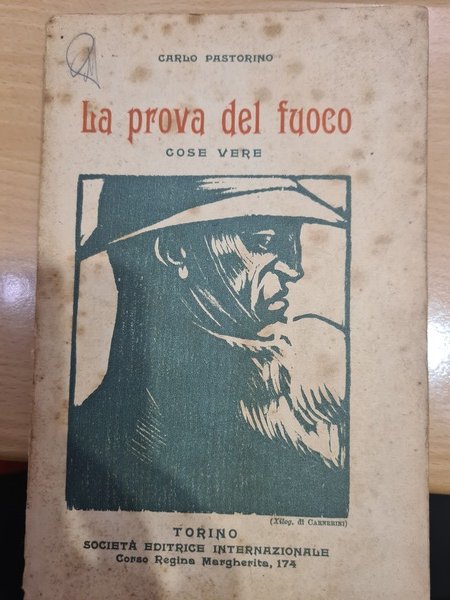 CARLO PASTORINO
La prova del fuoco
COSE VERE
(Xilog. di CARNERINI)
TORINO
SOCIETÀ EDITRICE INTERNAZIONALE
Corso Regina Margherita, 174